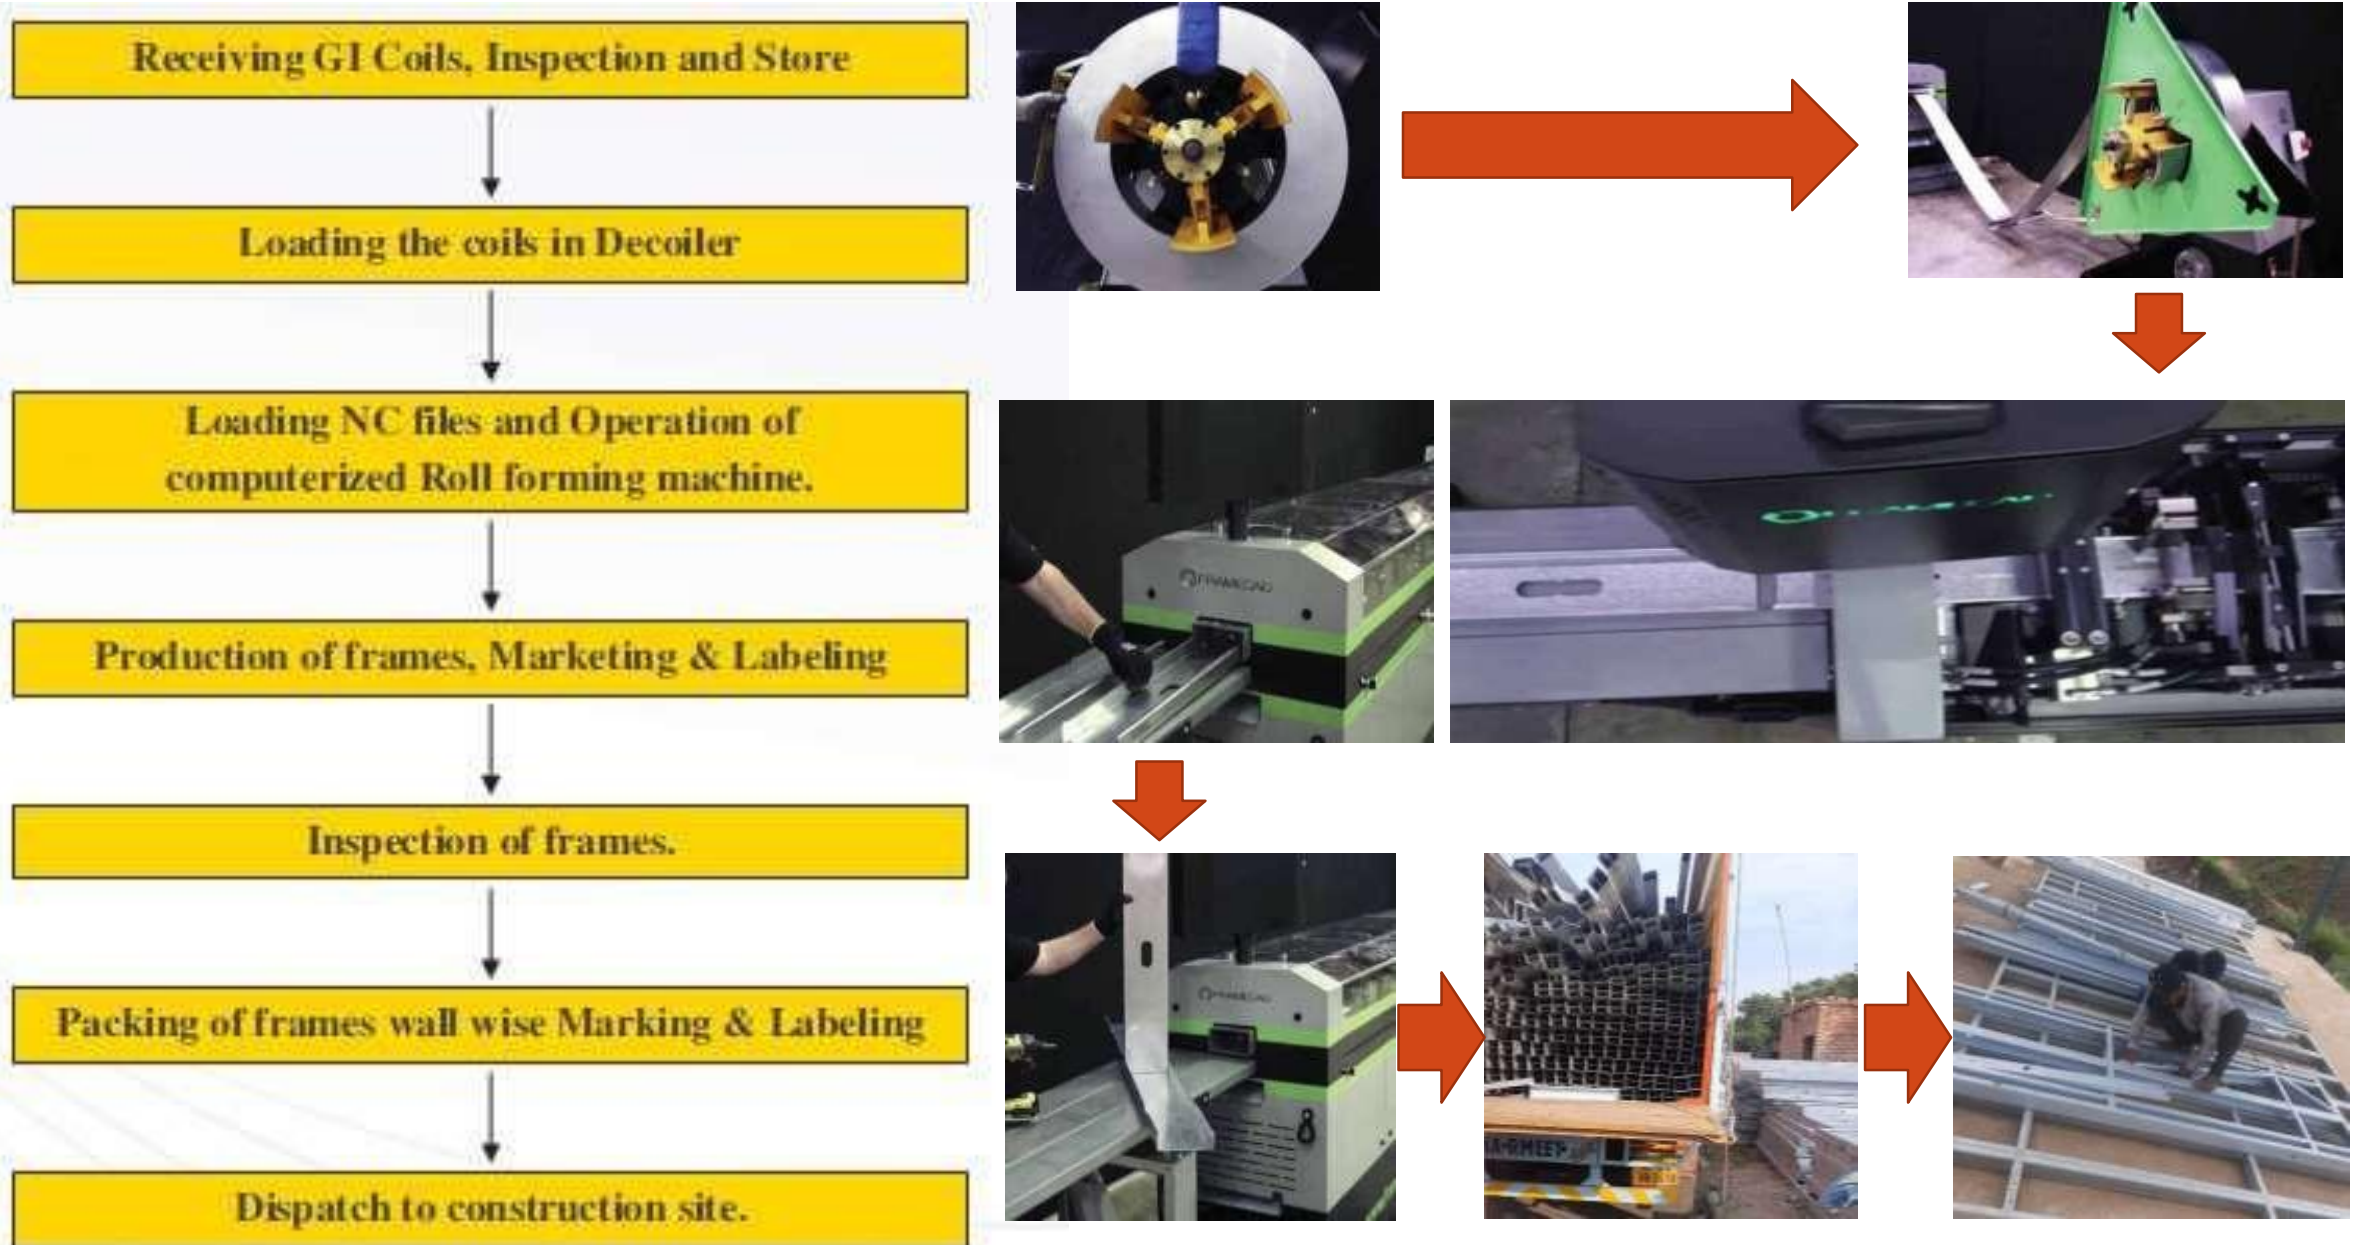 Receiving GI Coils, Inspection and Store
Loading the coils in Decoiler
Loading NC files and Operation of
computerized Roll forming machine.
Production of frames, Marketing & Labeling
Inspection of frames.
Packing of frames wall wise Marking & Labeling
Dispatch to construction site.
FRAMECAD
FRAMECAD